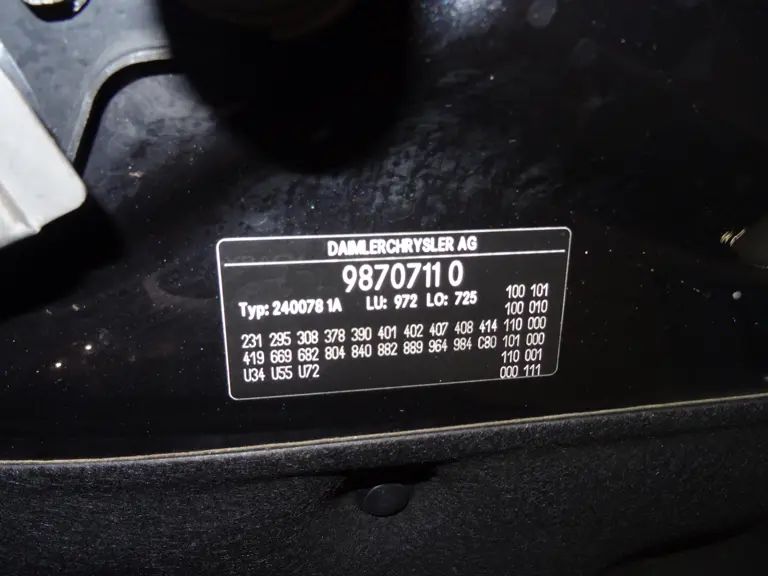 DAIMLERCHRYSLER AG
9870711 0
Typ: 240078 1A LU: 972 LO: 725
100 101
100 010
231 295 308 378 390 401 402 407 408 414 110 000
419 669 682 804 840 882 889 964 984 C80 101 000
U34 U55 U72 110 001
000 111